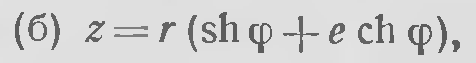 (б) z = r (sh φ + e ch φ),